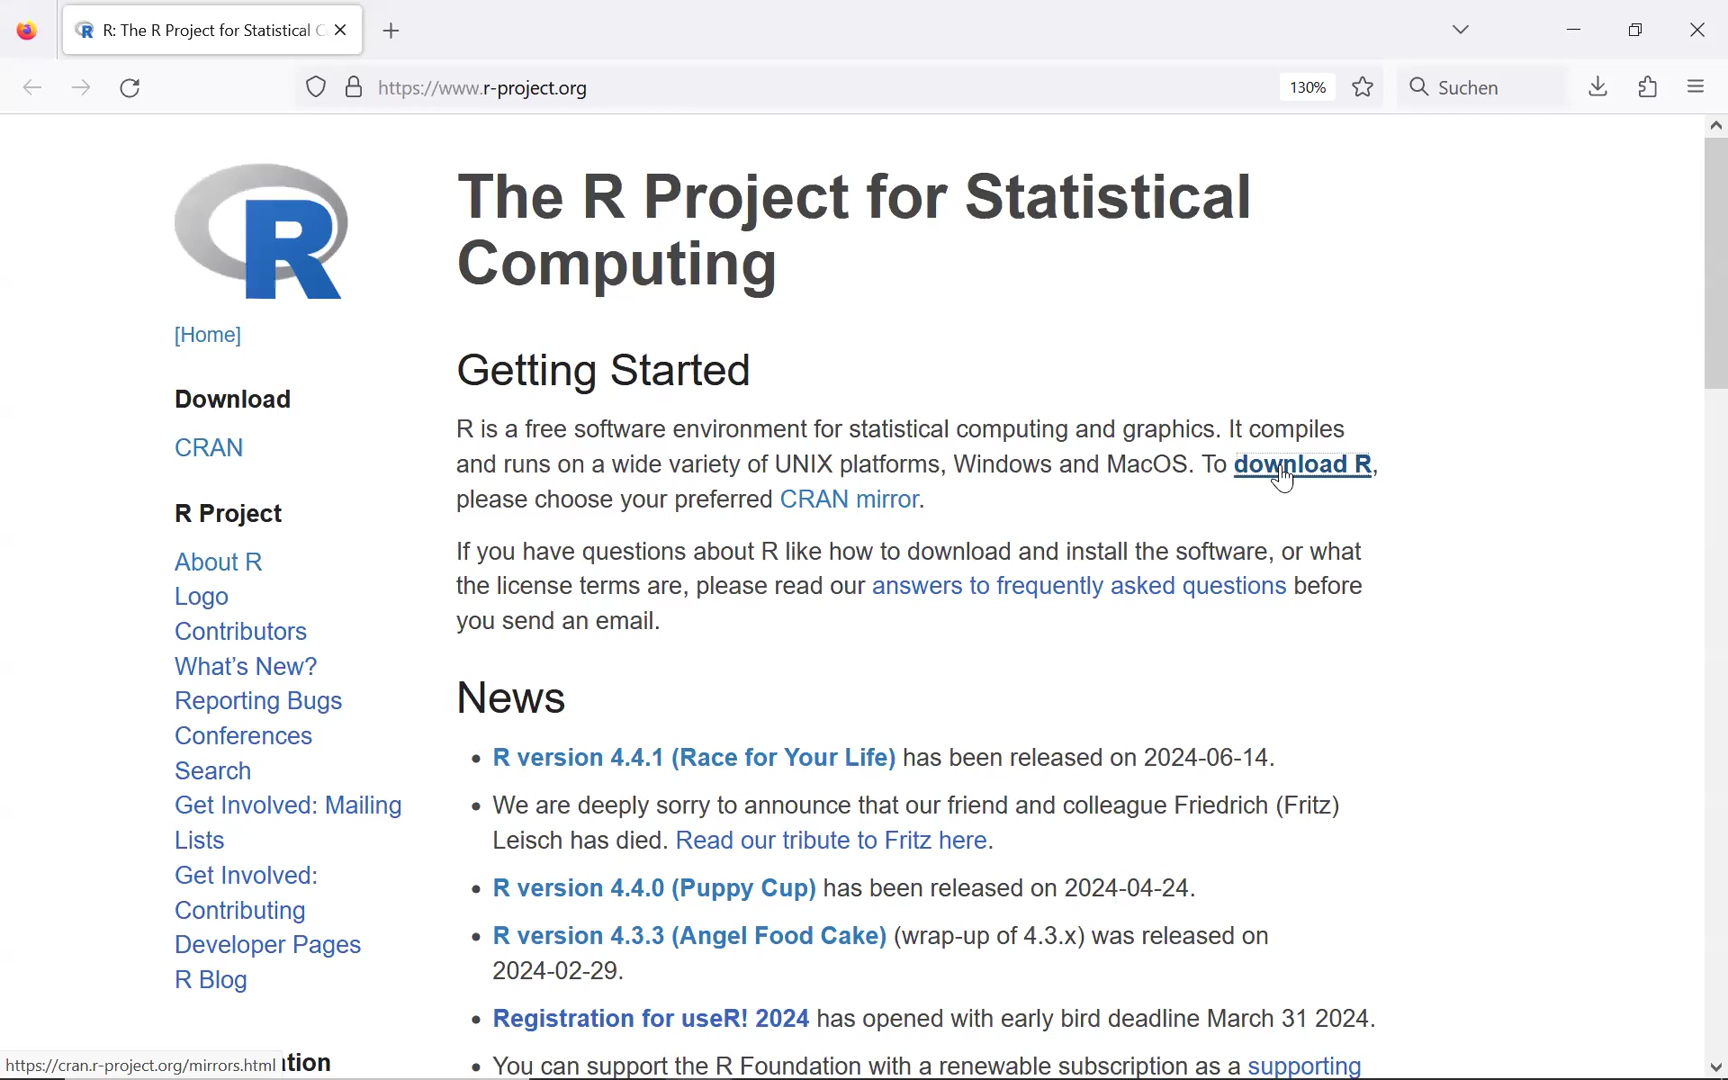 R: The R Project for Statistical C
https://www.r-project.org
130%
Suchen
R
The R Project for Statistical
Computing
[Home]
Download
CRAN
R Project
About R
Logo
Contributors
What's New?
Reporting Bugs
Conferences
Search
Get Involved: Mailing
Lists
Get Involved:
Contributing
Developer Pages
R Blog
Getting Started
R is a free software environment for statistical computing and graphics. It compiles
and runs on a wide variety of UNIX platforms, Windows and MacOS. To download R,
please choose your preferred CRAN mirror.
If you have questions about R like how to download and install the software, or what
the license terms are, please read our answers to frequently asked questions before
you send an email.
News
• R version 4.4.1 (Race for Your Life) has been released on 2024-06-14.
• We are deeply sorry to announce that our friend and colleague Friedrich (Fritz)
Leisch has died. Read our tribute to Fritz here.
• R version 4.4.0 (Puppy Cup) has been released on 2024-04-24.
• R version 4.3.3 (Angel Food Cake) (wrap-up of 4.3.x) was released on
2024-02-29.
• Registration for useR! 2024 has opened with early bird deadline March 31 2024.
• You can support the R Foundation with a renewable subscription as a supporting
https://cran.r-project.org/mirrors.html
tion